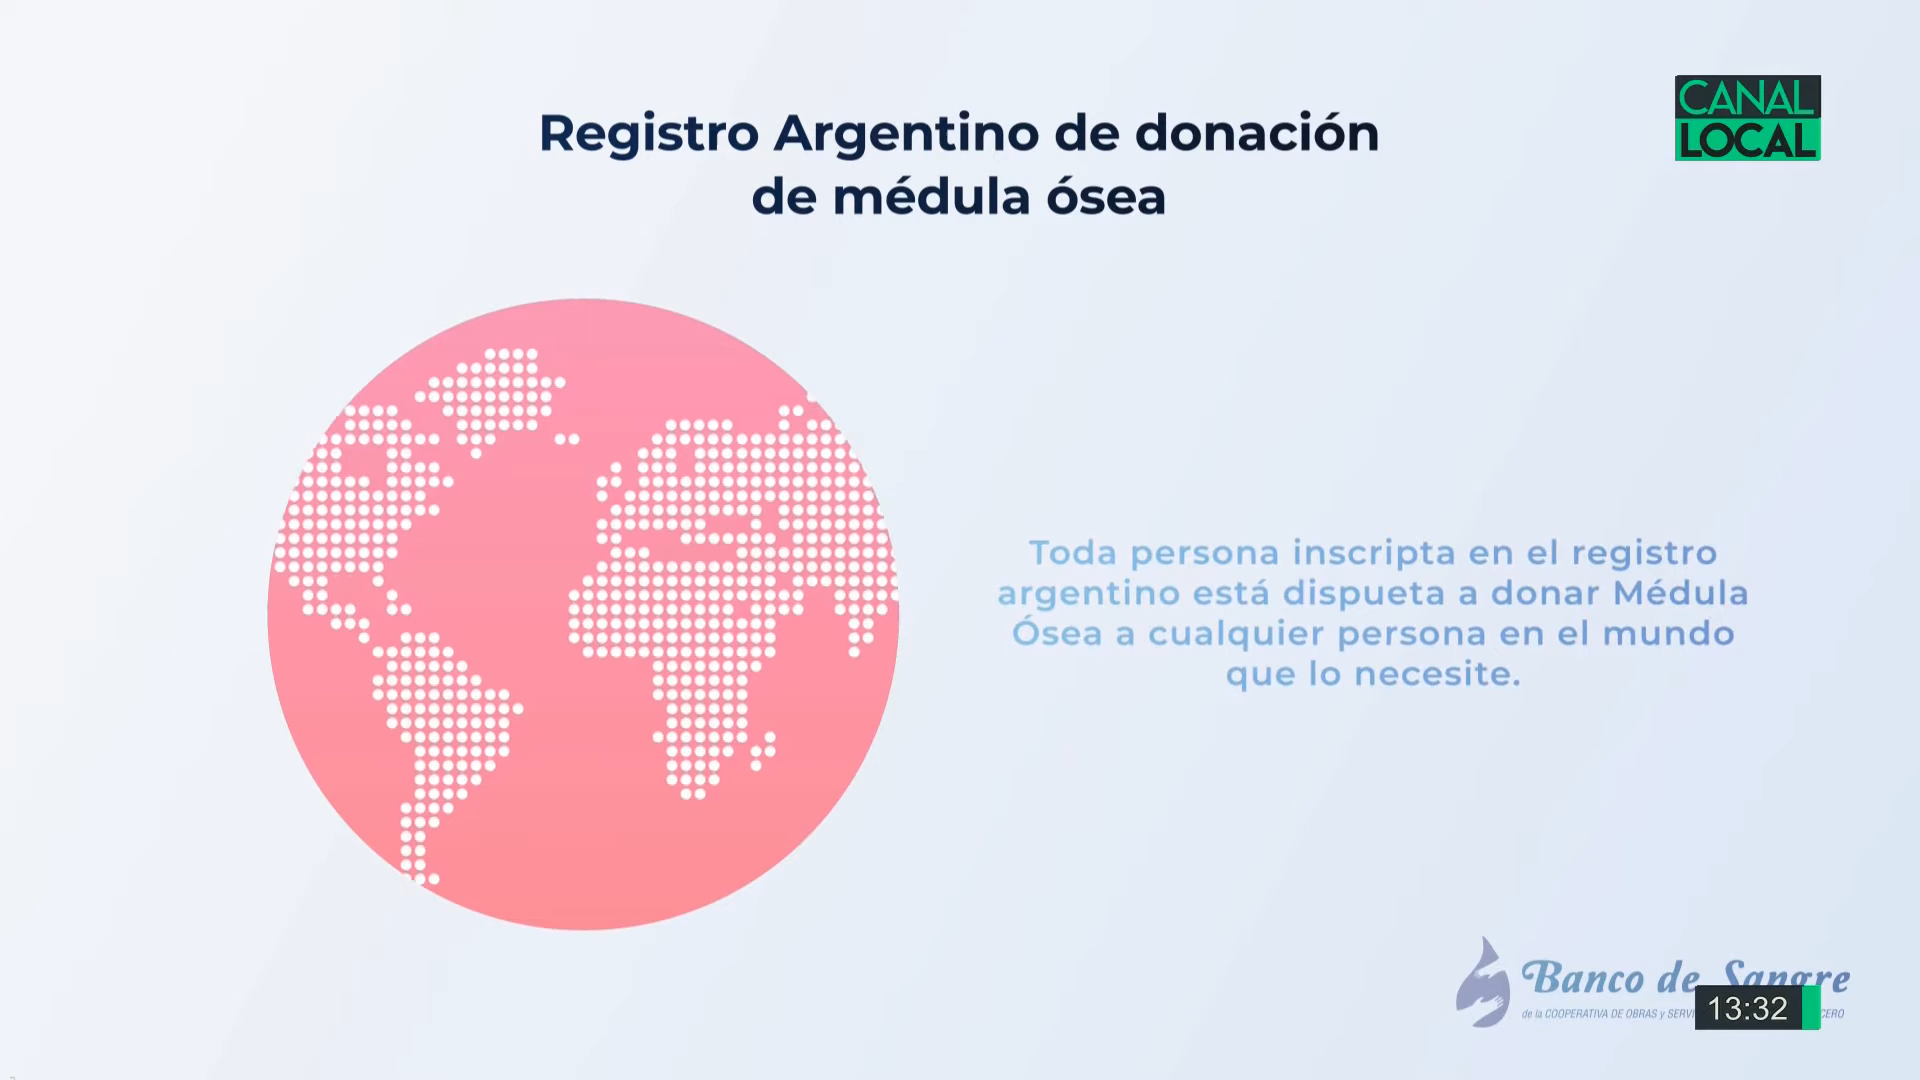 Registro Argentino de donación
de médula ósea
CANAL
LOCAL
Toda persona inscripta en el registro
argentino está dispueta a donar Médula
Ósea a cualquier persona en el mundo
que lo necesite.
Banco de Sangre
de la COOPERATIVA DE OBRAS y
13:32